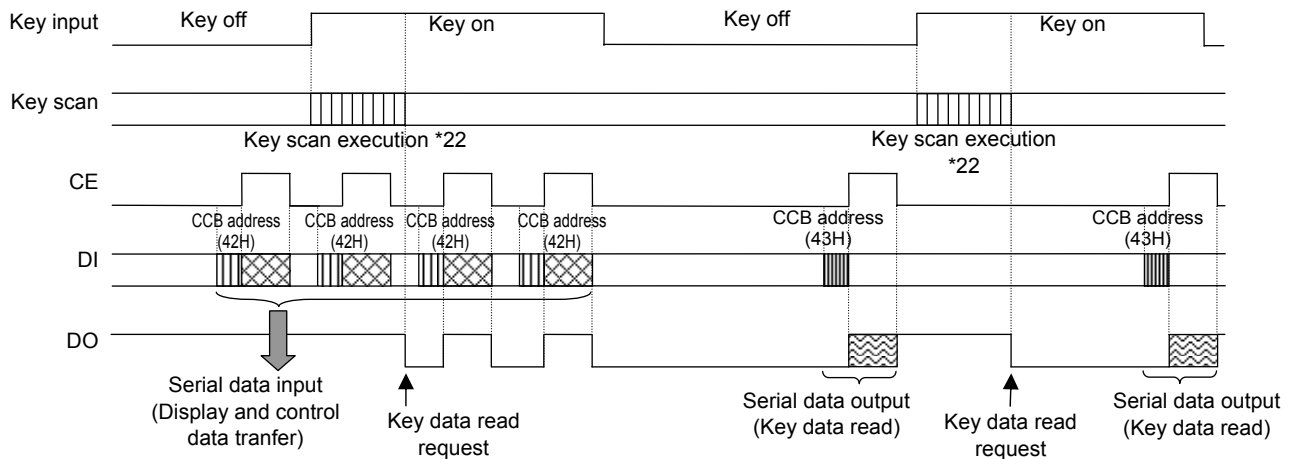 Key input
Key off
Key on
Key off
Key on
Key scan
Key scan execution *22
Key scan execution
*22
CE
CCB address
(42H)
CCB address
(42H)
CCB address
(42H)
CCB address
(42H)
CCB address
(43H)
CCB address
(43H)
DI
DO
Serial data input
(Display and control
data tranfer)
Key data read
request
Serial data output
(Key data read)
Key data read
request
Serial data output
(Key data read)